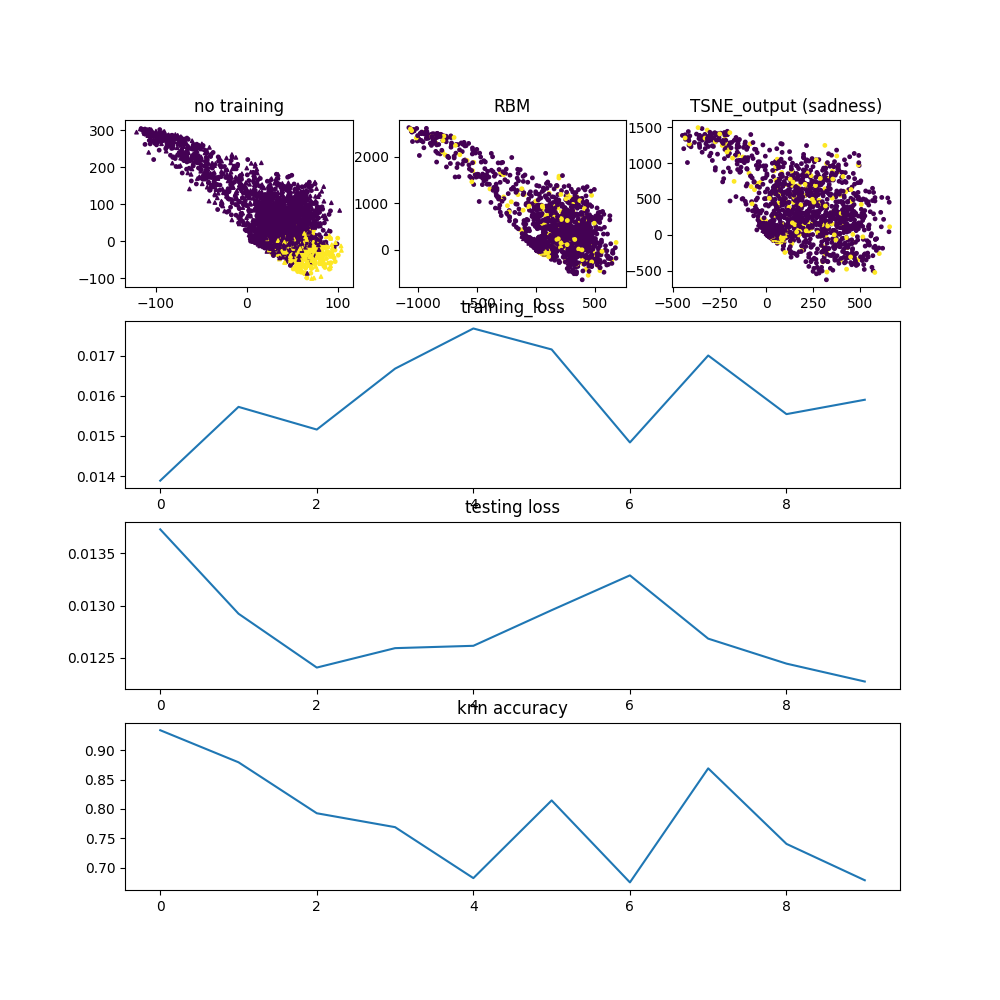 no training RBM TSNE_output (sadness)
300
200
100
0
−100
−100 0 100
2000
1000
0
−1000 −500 0 500
1500
1000
500
0
−500
−500 −250 0 250 500
training_loss
0.017
0.016
0.015
0.014
0 2 4 6 8
testing loss
0.0135
0.0130
0.0125
0 2 4 6 8
knn accuracy
0.90
0.85
0.80
0.75
0.70
0 2 4 6 8